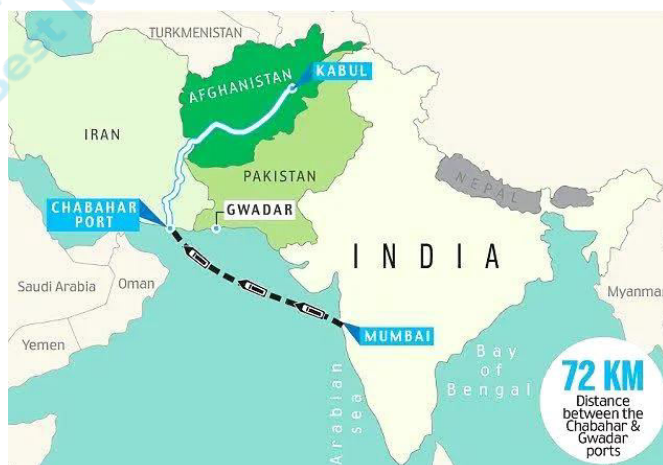 TURKMENISTAN
KABUL
AFGHANISTAN
IRAN
PAKISTAN
NEPAL
CHABAHAR
PORT
GWADAR
INDIA
Saudi Arabia
Oman
Myanmar
Yemen
MUMBAI
Bay
of
Bengal
Arabian
sea
72 KM
Distance
between the
Chabahar &
Gwadar
ports
Best